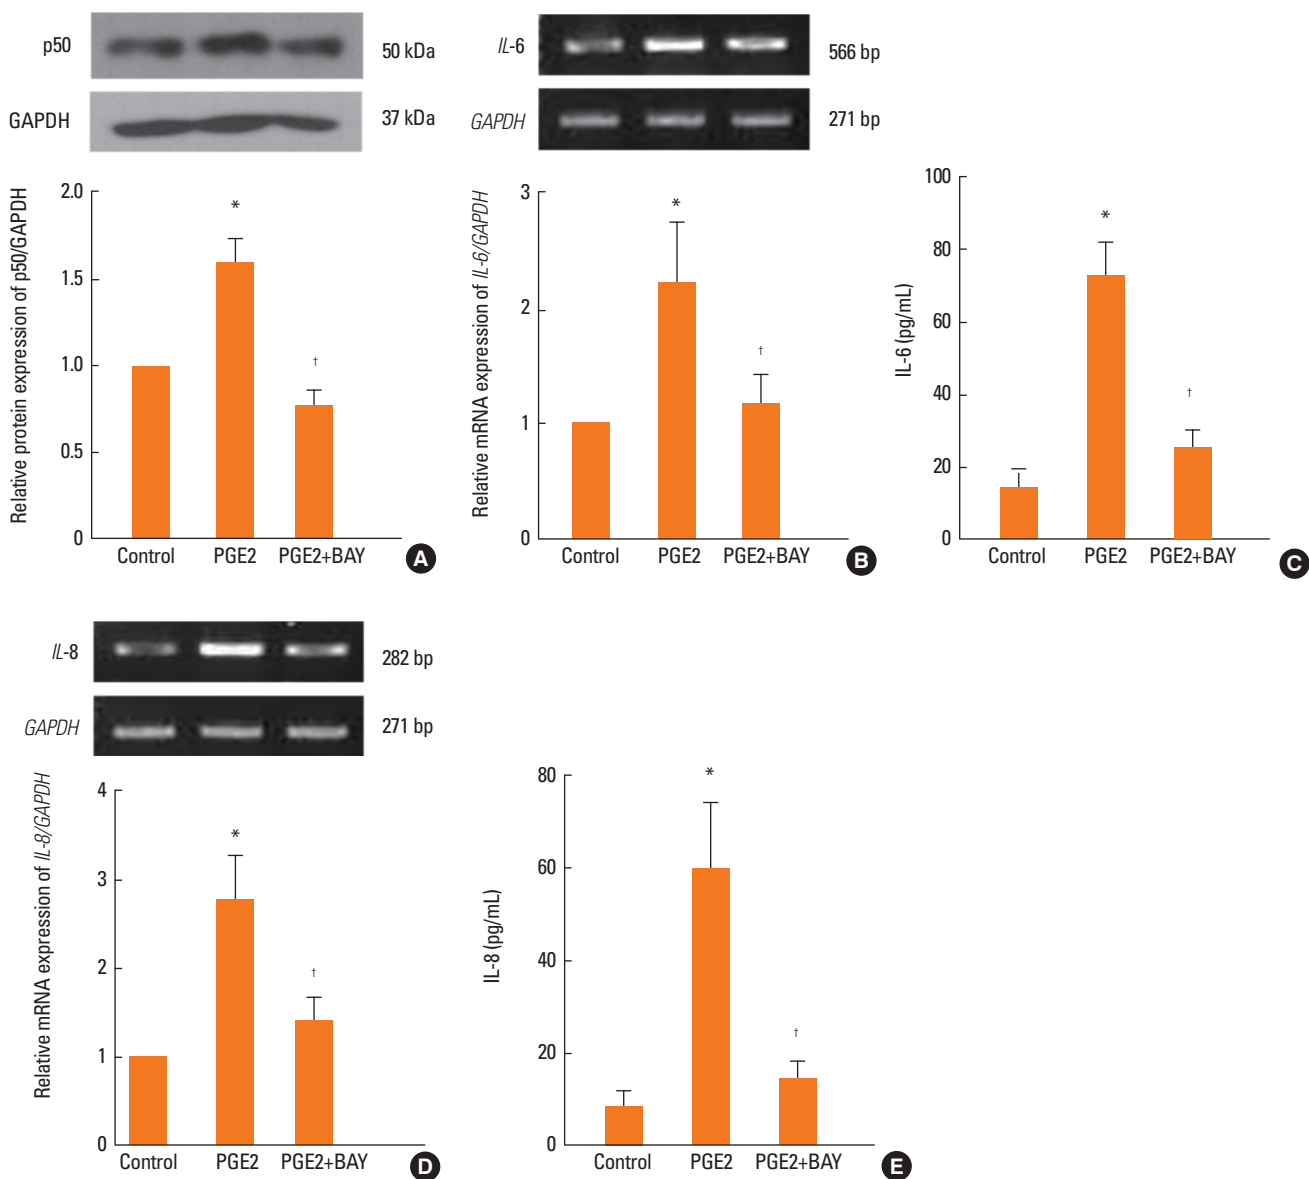 p50
50 kDa
GAPDH
37 kDa
Relative protein expression of p50/GAPDH
2.0
1.5
1.0
0.5
0
*
†
Control PGE2 PGE2+BAY
A
IL-6
566 bp
GAPDH
271 bp
Relative mRNA expression of IL-6/GAPDH
3
2
1
0
*
†
Control PGE2 PGE2+BAY
B
IL-6 (pg/mL)
100
80
60
40
20
0
*
†
Control PGE2 PGE2+BAY
C
IL-8
282 bp
GAPDH
271 bp
Relative mRNA expression of IL-8/GAPDH
4
3
2
1
0
*
†
Control PGE2 PGE2+BAY
D
IL-8 (pg/mL)
80
60
40
20
0
*
†
Control PGE2 PGE2+BAY
E